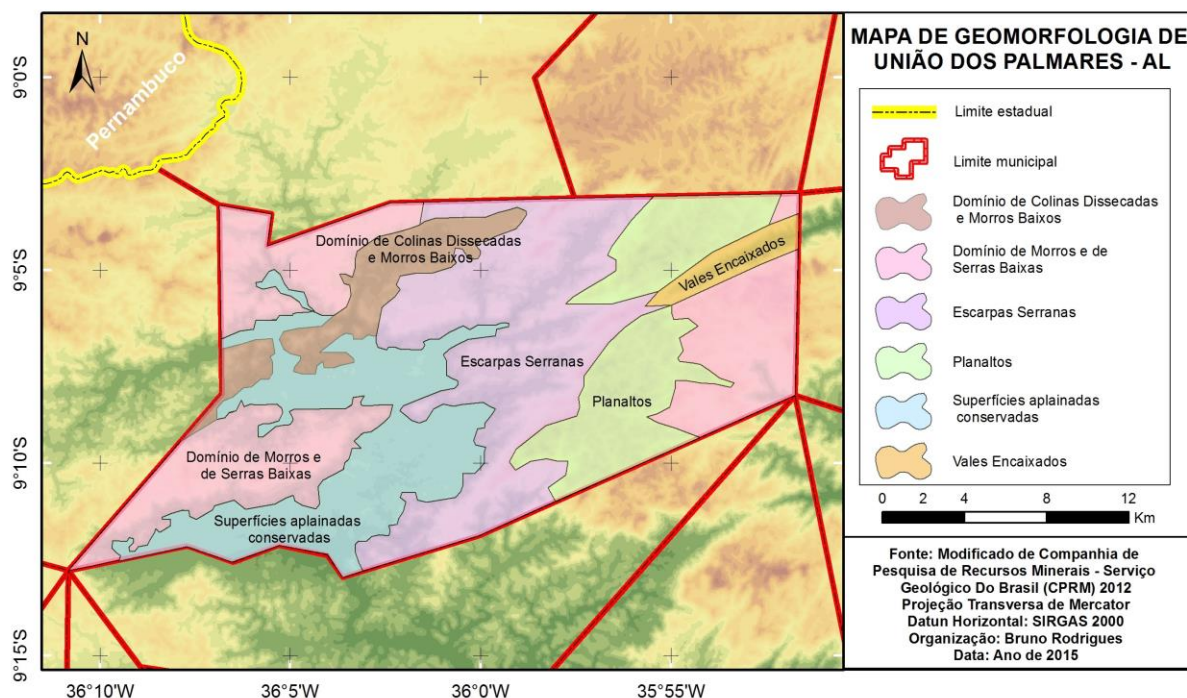 MAPA DE GEOMORFOLOGIA DE
UNIÃO DOS PALMARES - AL
Limite estadual
Limite municipal
Domínio de Colinas Dissecadas
e Morros Baixos
Domínio de Morros e de
Serras Baixas
Escarpas Serranas
Planaltos
Superfícies aplainadas
conservadas
Vales Encaixados
0 2 4 8 12
Km
Fonte: Modificado de Companhia de
Pesquisa de Recursos Minerais - Serviço
Geológico Do Brasil (CPRM) 2012
Projeção Transversa de Mercator
Datun Horizontal: SIRGAS 2000
Organização: Bruno Rodrigues
Data: Ano de 2015
N
Pernambuco
Domínio de Colinas Dissecadas
e Morros Baixos
Vales Encaixados
Escarpas Serranas
Planaltos
Domínio de Morros e
de Serras Baixas
Superfícies aplainadas
conservadas
9°0'S
9°5'S
9°10'S
9°15'S
36°10'W
36°5'W
36°0'W
35°55'W